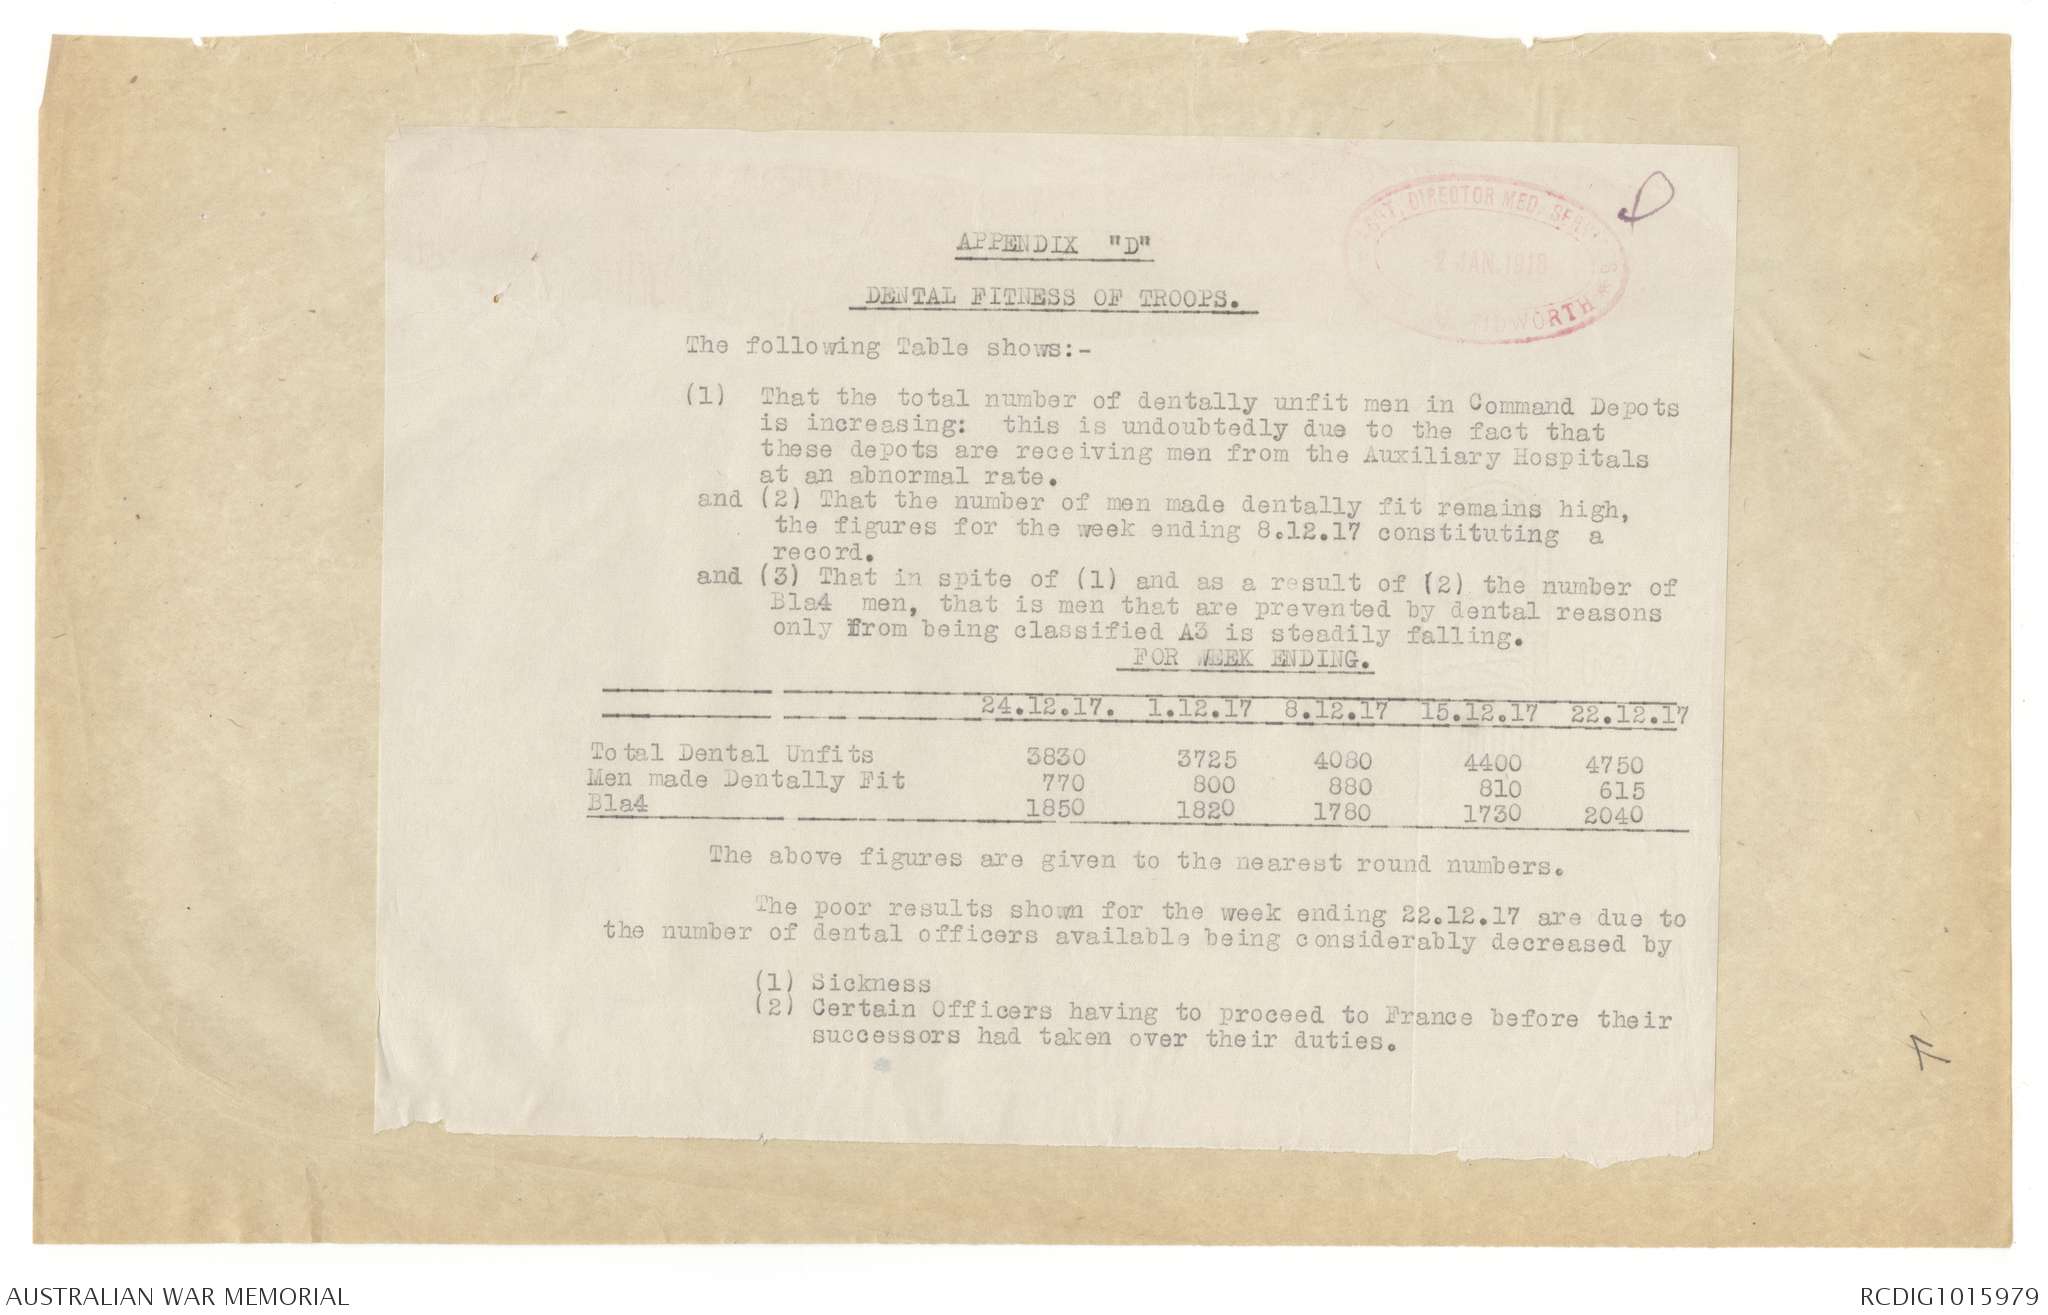 ASST. DIRECTOR MED. SERV.
2 JAN. 1918
TIDWORTH
APPENDIX "D"
DENTAL FITNESS OF TROOPS.
The following Table shows:-
(1) That the total number of dentally unfit men in Command Depots
is increasing: this is undoubtedly due to the fact that
these depots are receiving men from the Auxiliary Hospitals
at an abnormal rate.
and (2) That the number of men made dentally fit remains high,
the figures for the week ending 8.12.17 constituting a
record.
and (3) That in spite of (1) and as a result of (2) the number of
B1a4 men, that is men that are prevented by dental reasons
only from being classified A3 is steadily falling.
FOR WEEK ENDING.
24.12.17. 1.12.17 8.12.17 15.12.17 22.12.17
Total Dental Unfits 3830 3725 4080 4400 4750
Men made Dentally Fit 770 800 880 810 615
B1a4 1850 1820 1780 1730 2040
The above figures are given to the nearest round numbers.
The poor results shown for the week ending 22.12.17 are due to
the number of dental officers available being considerably decreased by
(1) Sickness
(2) Certain Officers having to proceed to France before their
successors had taken over their duties.
AUSTRALIAN WAR MEMORIAL
RCDIG1015979